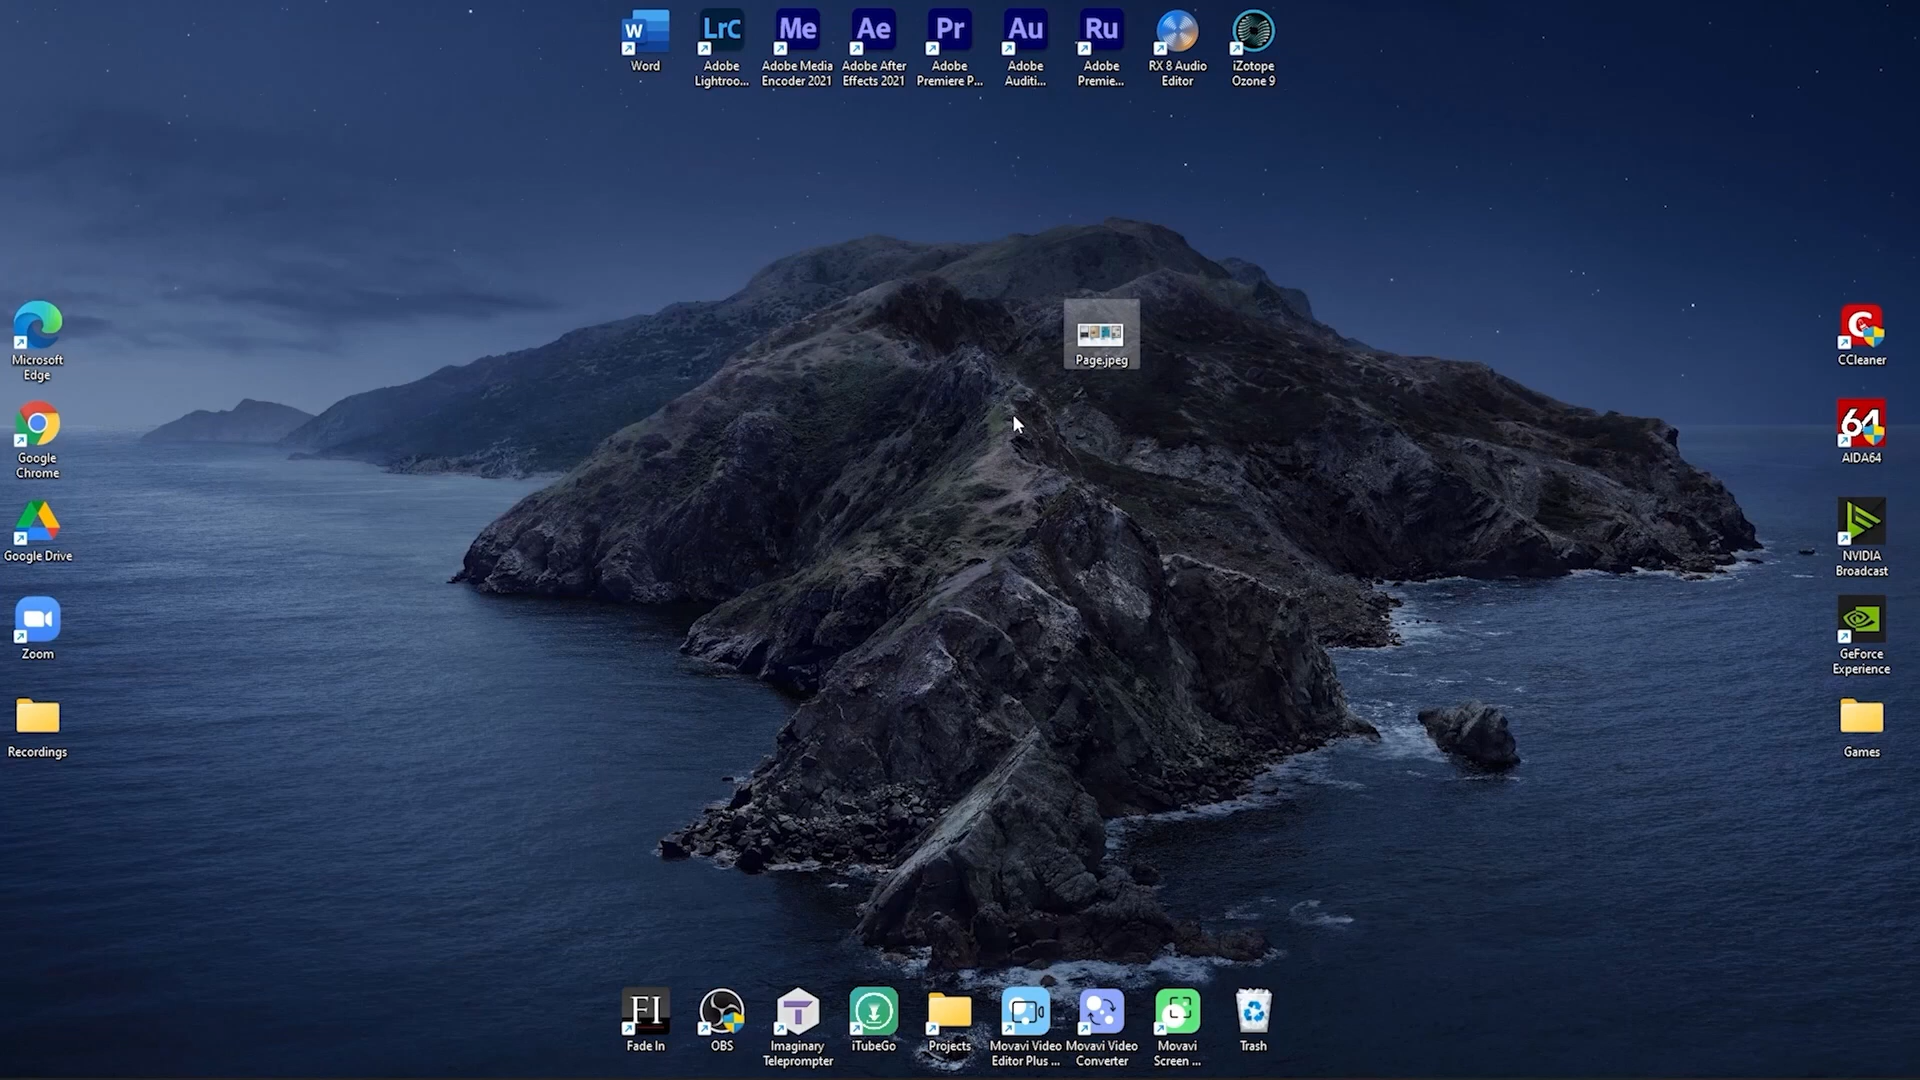 W
Word
LrC
Adobe
Lightroo...
Me
Adobe Media
Encoder 2021
Ae
Adobe After
Effects 2021
Pr
Adobe
Premiere P...
Au
Adobe
Auditi...
Ru
Adobe
Premie...
RX 8 Audio
Editor
iZotope
Ozone 9
Microsoft
Edge
Google
Chrome
Google Drive
Zoom
Recordings
Page.jpeg
C
CCleaner
64
AIDA64
NVIDIA
Broadcast
GeForce
Experience
Games
FI
Fade In
OBS
T
Imaginary
Teleprompter
iTubeGo
Projects
Movavi Video
Editor Plus ...
Movavi Video
Converter
Movavi
Screen ...
Trash